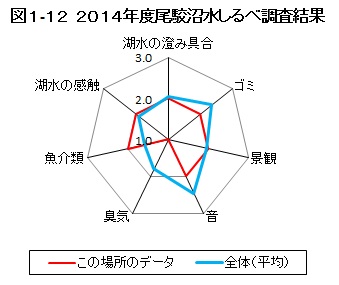 図1-12 2014年度尾駮沼水しるべ調査結果
湖水の澄み具合
3.0
湖水の感触
ゴミ
2.0
魚介類
1.0
景観
臭気
音
この場所のデータ
全体(平均)